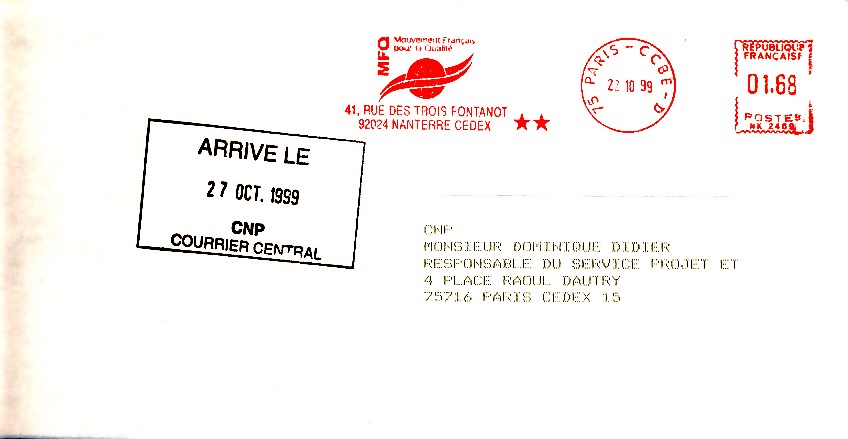 MFQ
Mouvement Français
pour la Qualité
41, RUE DES TROIS FONTANOT
92024 NANTERRE CEDEX
75 PARIS - CCBE - D
22 10 99
RÉPUBLIQUE
FRANÇAISE
01.68
POSTES
ARRIVE LE
27 OCT. 1999
CNP
COURRIER CENTRAL
CNP
MONSIEUR DOMINIQUE DIDIER
RESPONSABLE DU SERVICE PROJET ET
4 PLACE RAOUL DAUTRY
75716 PARIS CEDEX 15